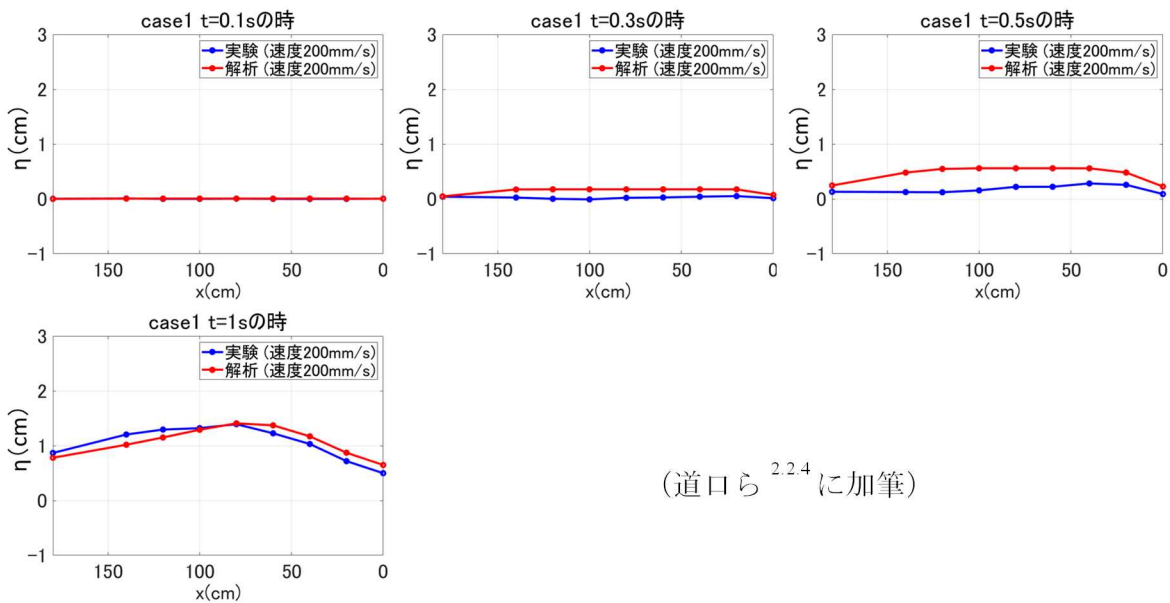 case1 t=0.1sの時
3
2
1
0
−1
η(cm)
実験(速度200mm/s)
解析(速度200mm/s)
150
100
50
0
x(cm)
case1 t=0.3sの時
3
2
1
0
−1
η(cm)
実験(速度200mm/s)
解析(速度200mm/s)
150
100
50
0
x(cm)
case1 t=0.5sの時
3
2
1
0
−1
η(cm)
実験(速度200mm/s)
解析(速度200mm/s)
150
100
50
0
x(cm)
case1 t=1sの時
3
2
1
0
−1
η(cm)
実験(速度200mm/s)
解析(速度200mm/s)
150
100
50
0
x(cm)
(道口ら 2.2.4 に加筆)